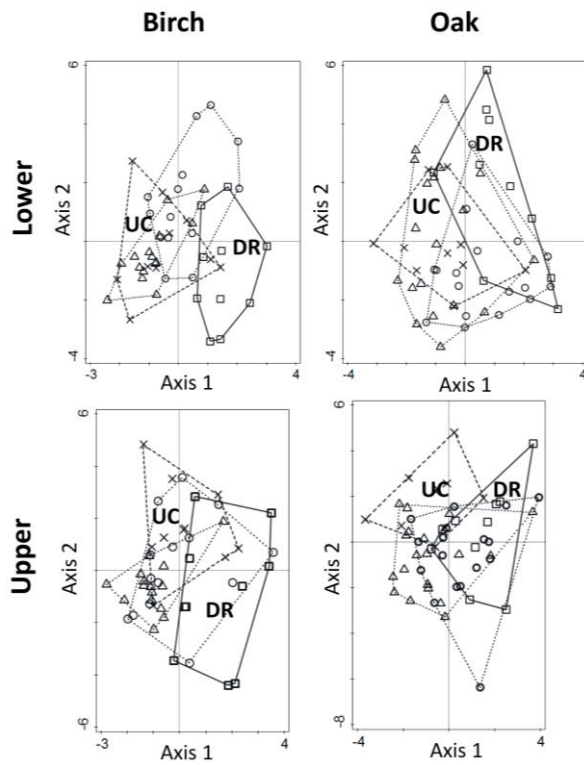 Birch Oak
Lower
6
Axis 2
UC
DR
-4
-3 Axis 1 4
6
Axis 2
UC
DR
-4
-4 Axis 1 4
Upper
6
Axis 2
UC
DR
-6
-3 Axis 1 4
6
Axis 2
UC
DR
-8
-4 Axis 1 4